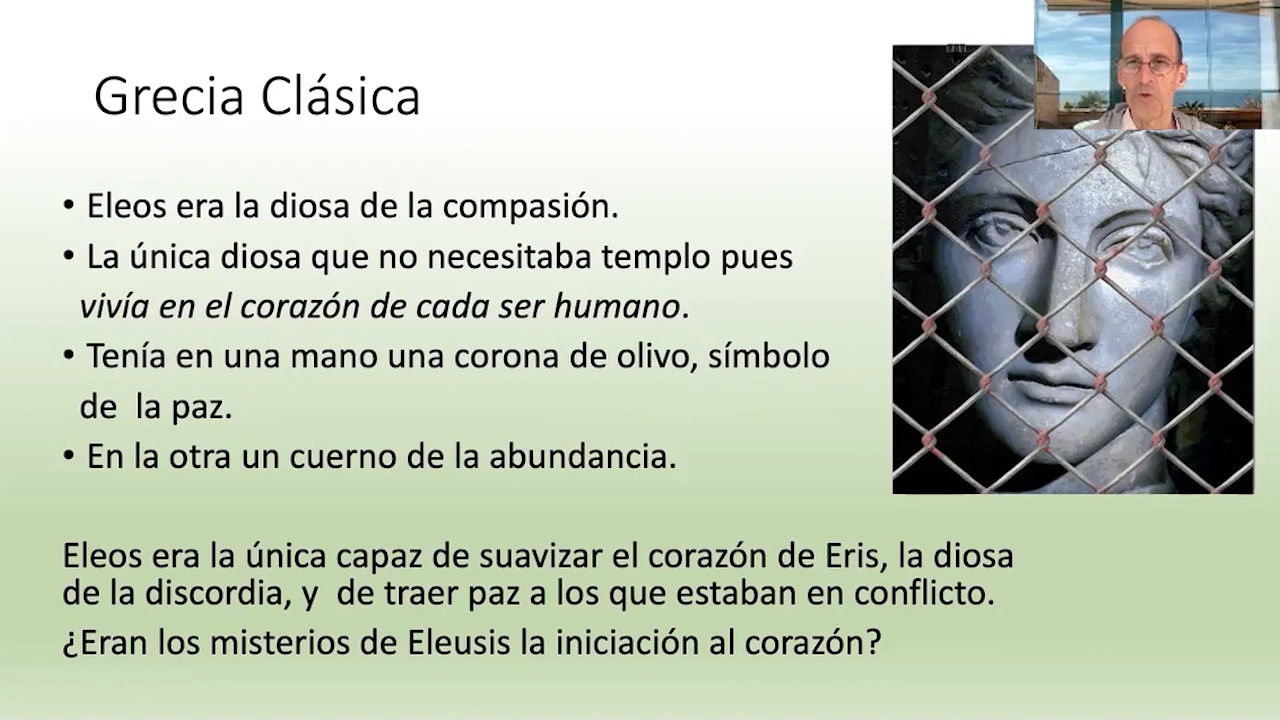 Grecia Clásica
• Eleos era la diosa de la compasión.
• La única diosa que no necesitaba templo pues
vivía en el corazón de cada ser humano.
• Tenía en una mano una corona de olivo, símbolo
de  la paz.
• En la otra un cuerno de la abundancia.
Eleos era la única capaz de suavizar el corazón de Eris, la diosa
de la discordia, y  de traer paz a los que estaban en conflicto.
¿Eran los misterios de Eleusis la iniciación al corazón?